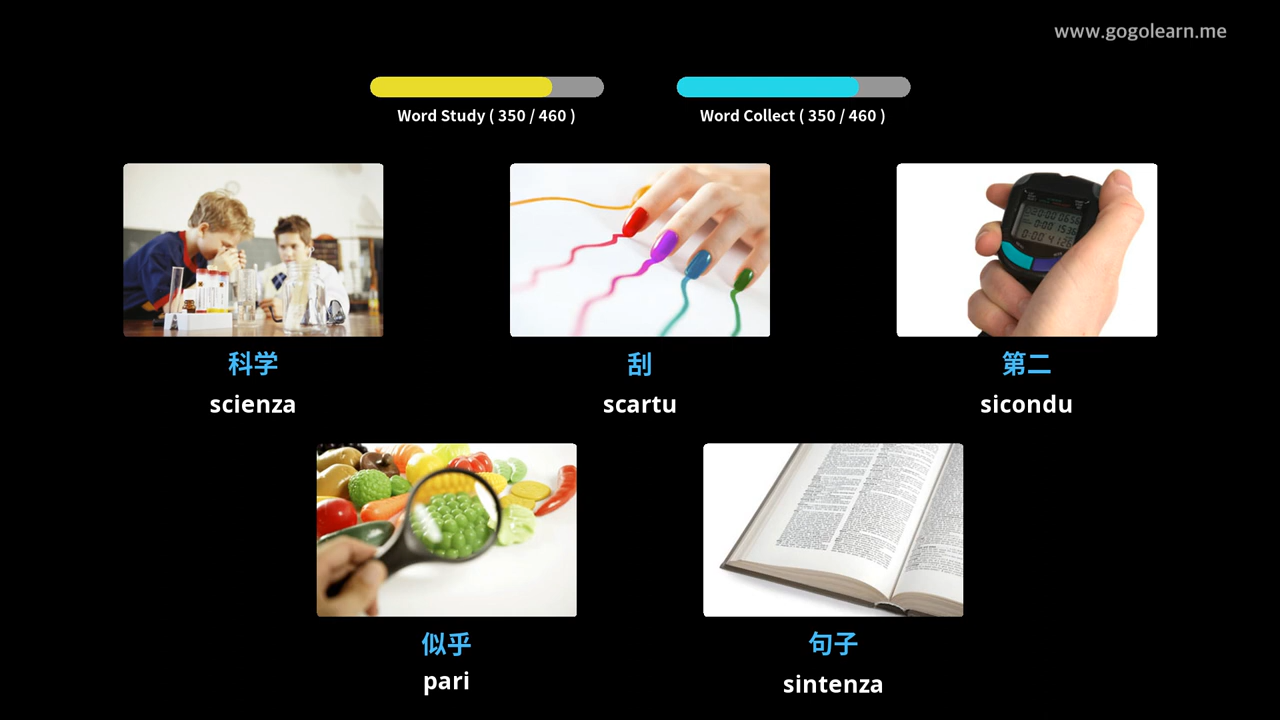 www.gogolearn.me
Word Study ( 350 / 460 )
Word Collect ( 350 / 460 )
科学
scienza
刮
scartu
第二
sicondu
似乎
pari
句子
sintenza